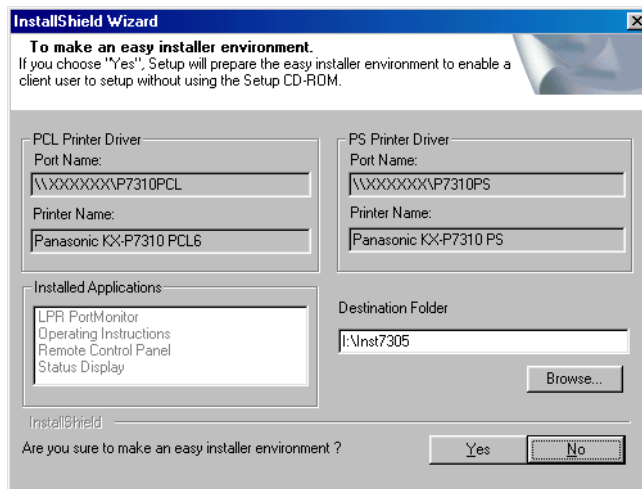 InstallShield Wizard
To make an easy installer environment.
If you choose "Yes", Setup will prepare the easy installer environment to enable a
client user to setup without using the Setup CD-ROM.
PCL Printer Driver
Port Name:
\\XXXXXX\P7310PCL
Printer Name:
Panasonic KX-P7310 PCL6
PS Printer Driver
Port Name:
\\XXXXXX\P7310PS
Printer Name:
Panasonic KX-P7310 PS
Installed Applications
LPR PortMonitor
Operating Instructions
Remote Control Panel
Status Display
Destination Folder
I:\Inst7305
Browse...
InstallShield
Are you sure to make an easy installer environment ?
Yes
No